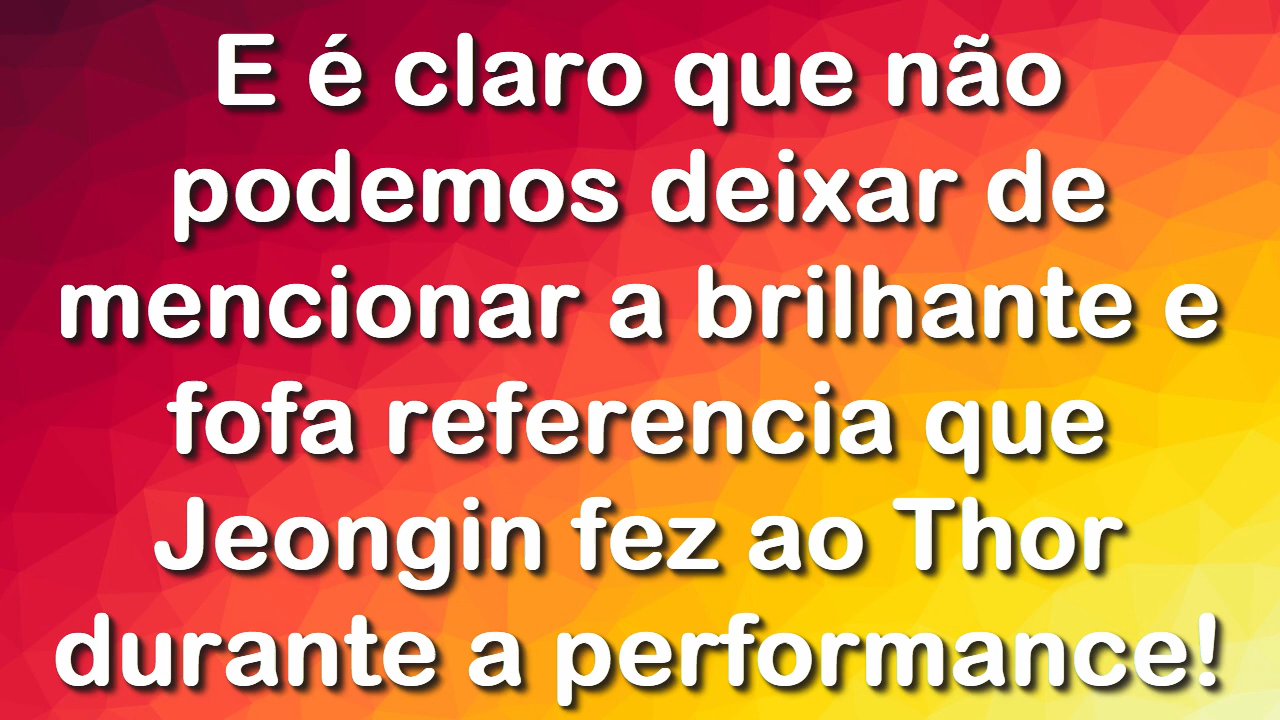 E é claro que não
podemos deixar de
mencionar a brilhante e
fofa referencia que
Jeongin fez ao Thor
durante a performance!